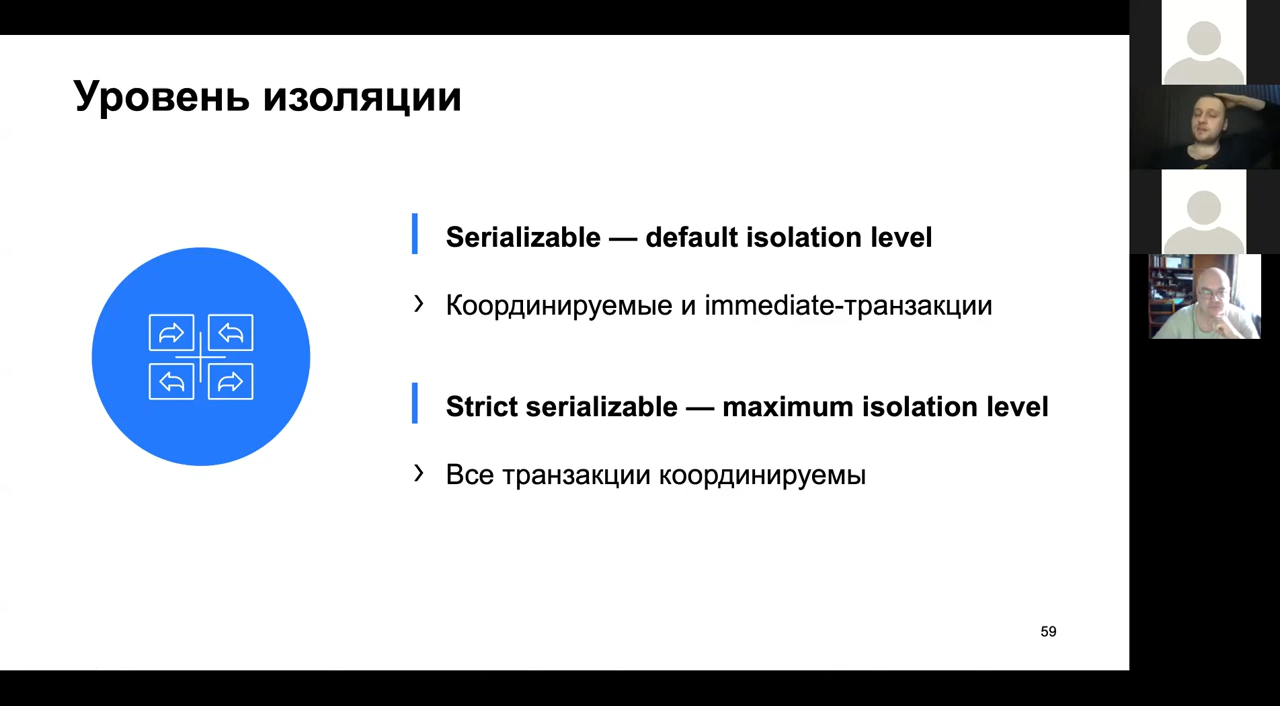 Уровень изоляции
Serializable — default isolation level
› Координируемые и immediate-транзакции
Strict serializable — maximum isolation level
› Все транзакции координируемы
59